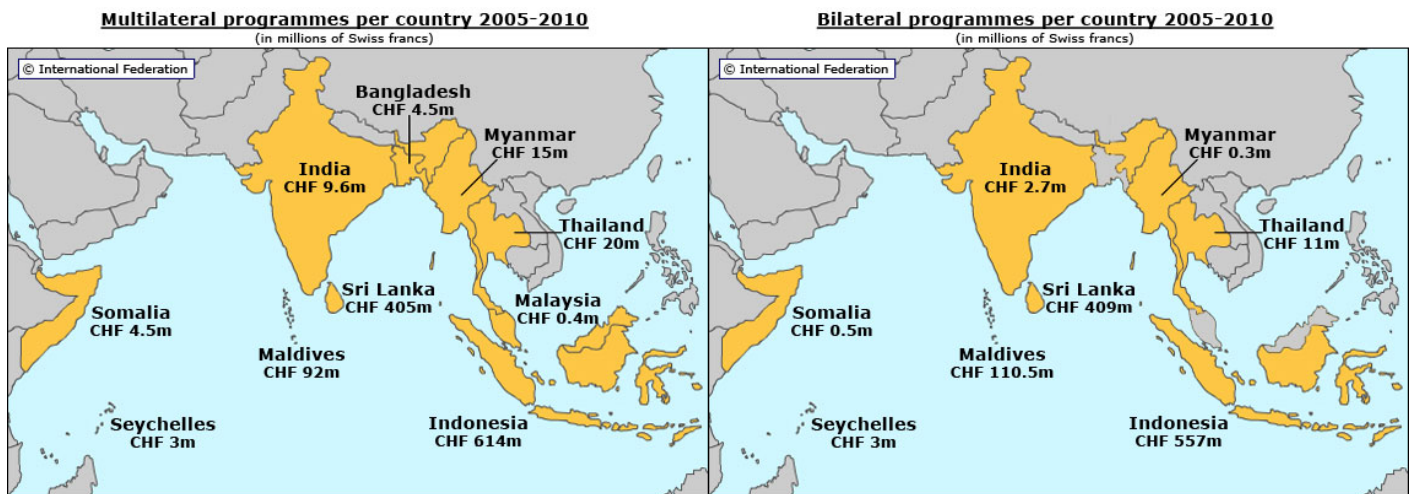 Multilateral programmes per country 2005-2010
(in millions of Swiss francs)
© International Federation
Bangladesh
CHF 4.5m
Myanmar
CHF 15m
India
CHF 9.6m
Thailand
CHF 20m
Sri Lanka
CHF 405m
Malaysia
CHF 0.4m
Somalia
CHF 4.5m
Maldives
CHF 92m
Seychelles
CHF 3m
Indonesia
CHF 614m
Bilateral programmes per country 2005-2010
(in millions of Swiss francs)
© International Federation
Myanmar
CHF 0.3m
India
CHF 2.7m
Thailand
CHF 11m
Sri Lanka
CHF 409m
Somalia
CHF 0.5m
Maldives
CHF 110.5m
Seychelles
CHF 3m
Indonesia
CHF 557m